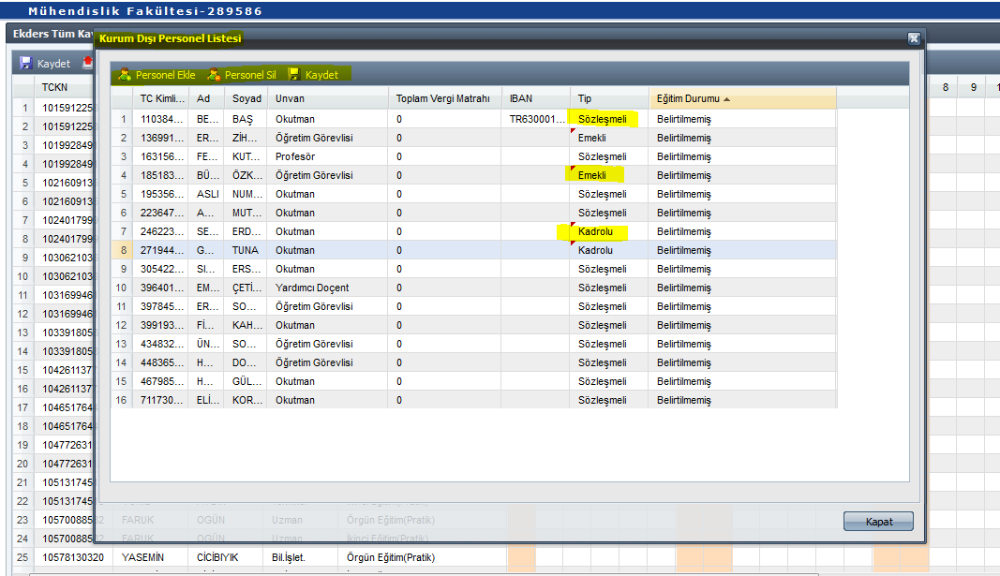 Mühendislik Fakültesi-289586
Ekders Tüm Ka
Kurum Dışı Personel Listesi
Kaydet
Personel Ekle Personel Sil Kaydet
TCKN 8 9
TC Kimli... Ad Soyad Unvan Toplam Vergi Matrahı IBAN Tip Eğitim Durumu
1 110384... BE... BAŞ Okutman 0 TR630001... Sözleşmeli Belirtilmemiş
2 136991... ER... ZİH... Öğretim Görevlisi 0 Emekli Belirtilmemiş
3 163156... FE... KUT... Profesör 0 Sözleşmeli Belirtilmemiş
4 185183... BÜ... ÖZK... Öğretim Görevlisi 0 Emekli Belirtilmemiş
5 195356... ASLI NUM... Okutman 0 Sözleşmeli Belirtilmemiş
6 223647... A... MUT... Okutman 0 Sözleşmeli Belirtilmemiş
7 246223... SE... ERD... Okutman 0 Kadrolu Belirtilmemiş
8 271944... G... TUNA Okutman 0 Kadrolu Belirtilmemiş
9 305422... SI... ERS... Okutman 0 Sözleşmeli Belirtilmemiş
10 396401... EM... ÇETİ... Yardımcı Doçent 0 Sözleşmeli Belirtilmemiş
11 397845... ER... SO... Öğretim Görevlisi 0 Sözleşmeli Belirtilmemiş
12 399193... Fİ... KAH... Okutman 0 Sözleşmeli Belirtilmemiş
13 434832... ÜN... SO... Öğretim Görevlisi 0 Sözleşmeli Belirtilmemiş
14 448365... H... DO... Öğretim Görevlisi 0 Sözleşmeli Belirtilmemiş
15 467985... H... GÜL... Okutman 0 Sözleşmeli Belirtilmemiş
16 711730... ELİ... KOR... Okutman 0 Sözleşmeli Belirtilmemiş
1 101591225
2 101591225
3 101992849
4 101992849
5 102160913
6 102160913
7 102401799
8 102401799
9 103062103
10 103062103
11 103169946
12 103169946
13 103391805
14 103391805
15 104261137
16 104261137
17 104651764
18 104651764
19 104772631
20 104772631
21 105131745
22 105131745
23 1057008852 FARUK OGÜN Uzman Örgün Eğitim(Pratik)
24 1057008852 FARUK OGÜN Uzman İkinci Eğitim(Pratik)
25 10578130320 YASEMİN CİCİBIYIK Bil.İşlet. Örgün Eğitim(Pratik)
Kapat